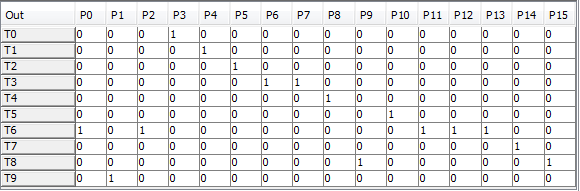 Out P0 P1 P2 P3 P4 P5 P6 P7 P8 P9 P10 P11 P12 P13 P14 P15
T0 0 0 0 1 0 0 0 0 0 0 0 0 0 0 0 0
T1 0 0 0 0 1 0 0 0 0 0 0 0 0 0 0 0
T2 0 0 0 0 0 1 0 0 0 0 0 0 0 0 0 0
T3 0 0 0 0 0 0 1 1 0 0 0 0 0 0 0 0
T4 0 0 0 0 0 0 0 0 1 0 0 0 0 0 0 0
T5 0 0 0 0 0 0 0 0 0 0 1 0 0 0 0 0
T6 1 0 1 0 0 0 0 0 0 0 0 1 1 1 0 0
T7 0 0 0 0 0 0 0 0 0 0 0 0 0 0 1 0
T8 0 0 0 0 0 0 0 0 0 1 0 0 0 0 0 1
T9 0 1 0 0 0 0 0 0 0 0 0 0 0 0 0 0